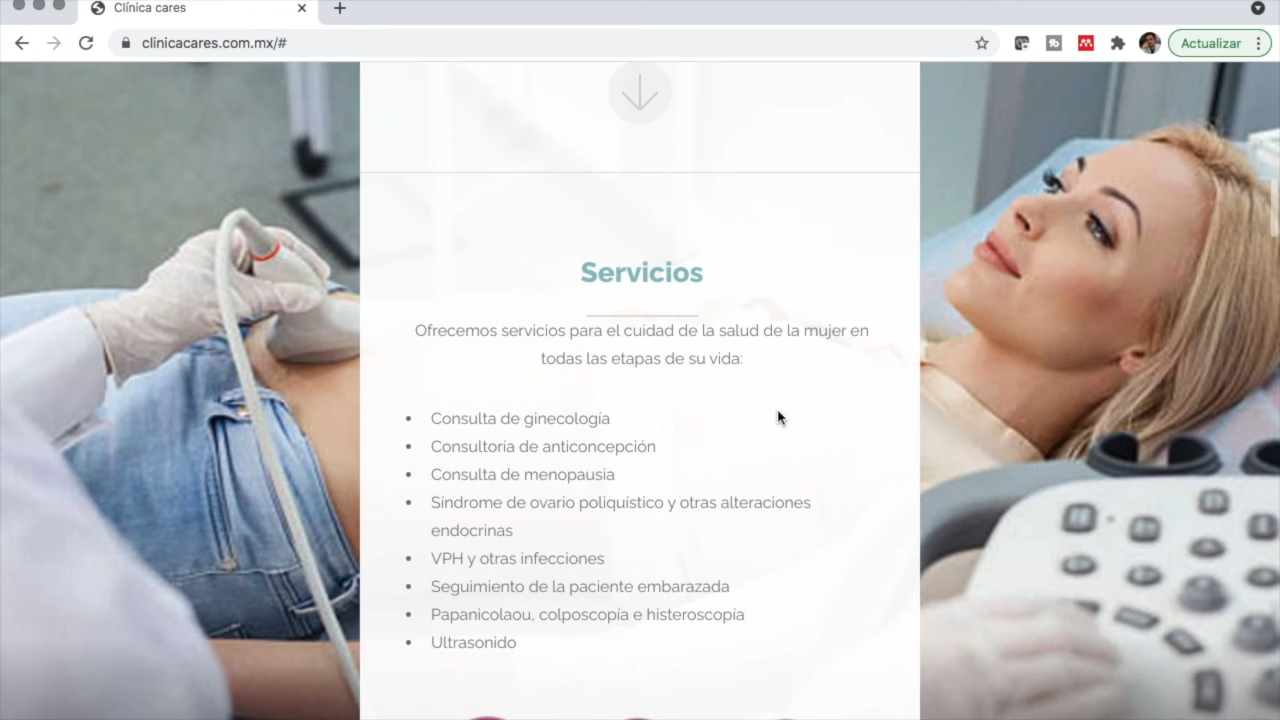 Clínica cares
clinicacares.com.mx/#
Actualizar
Servicios
Ofrecemos servicios para el cuidad de la salud de la mujer en
todas las etapas de su vida:
• Consulta de ginecología
• Consultoría de anticoncepción
• Consulta de menopausia
• Síndrome de ovario poliquistico y otras alteraciones
endocrinas
• VPH y otras infecciones
• Seguimiento de la paciente embarazada
• Papanicolaou, colposcopía e histeroscopía
• Ultrasonido